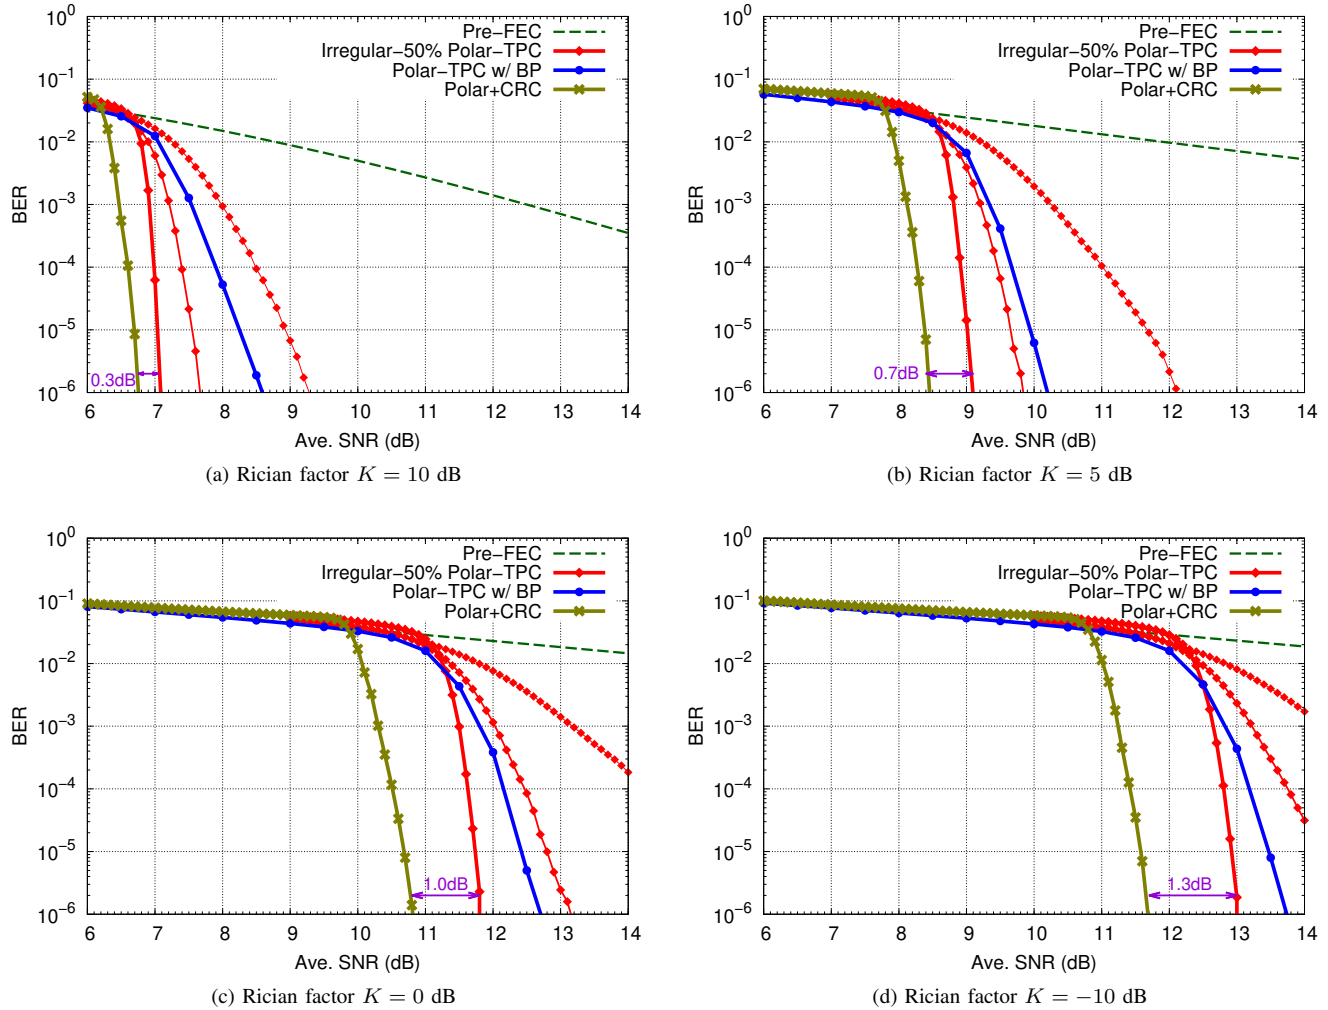 10^0
10^-1
10^-2
10^-3
10^-4
10^-5
10^-6
BER
Pre-FEC
Irregular-50% Polar-TPC
Polar-TPC w/ BP
Polar+CRC
0.3dB
6 7 8 9 10 11 12 13 14
Ave. SNR (dB)
(a) Rician factor K = 10 dB
10^0
10^-1
10^-2
10^-3
10^-4
10^-5
10^-6
BER
Pre-FEC
Irregular-50% Polar-TPC
Polar-TPC w/ BP
Polar+CRC
0.7dB
6 7 8 9 10 11 12 13 14
Ave. SNR (dB)
(b) Rician factor K = 5 dB
10^0
10^-1
10^-2
10^-3
10^-4
10^-5
10^-6
BER
Pre-FEC
Irregular-50% Polar-TPC
Polar-TPC w/ BP
Polar+CRC
1.0dB
6 7 8 9 10 11 12 13 14
Ave. SNR (dB)
(c) Rician factor K = 0 dB
10^0
10^-1
10^-2
10^-3
10^-4
10^-5
10^-6
BER
Pre-FEC
Irregular-50% Polar-TPC
Polar-TPC w/ BP
Polar+CRC
1.3dB
6 7 8 9 10 11 12 13 14
Ave. SNR (dB)
(d) Rician factor K = −10 dB